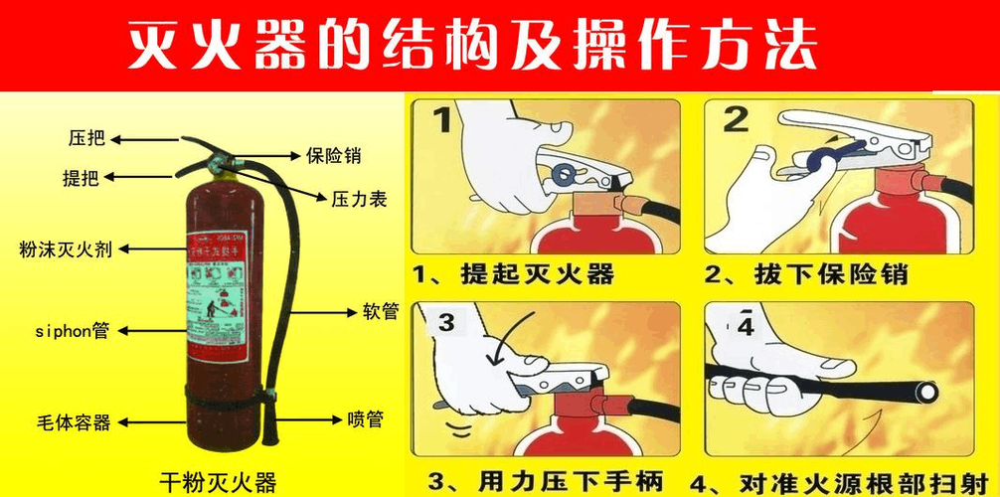 灭火器的结构及操作方法
压把
保险销
提把
压力表
粉沫灭火剂
软管
siphon管
毛体容器
喷管
干粉灭火器
1
1、提起灭火器
2
2、拔下保险销
3
3、用力压下手柄
4
4、对准火源根部扫射